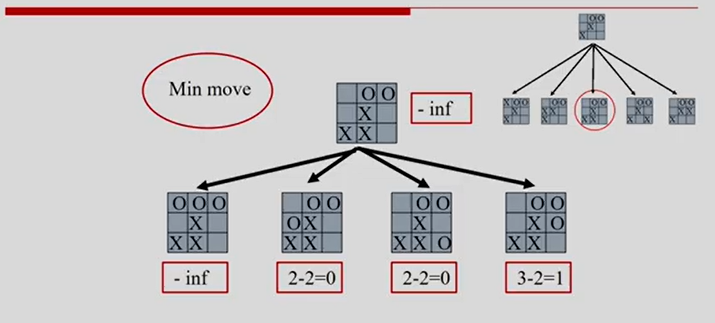 Min move
O O
X
X X
- inf
O O O
X
X X
O O
O X
X X
O O
X
X X O
O O
X O
X X
- inf
2-2=0
2-2=0
3-2=1